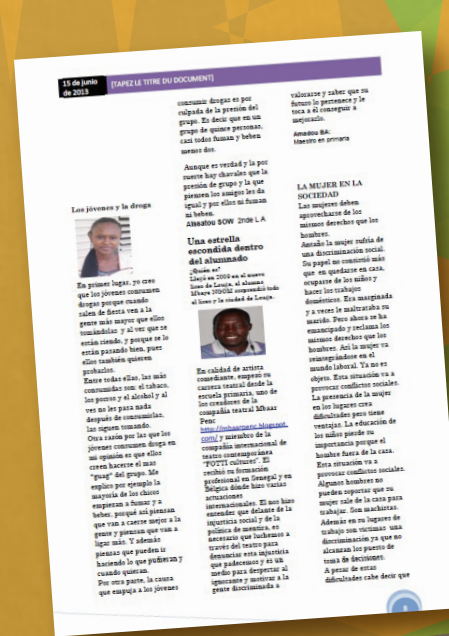 15 de junio
de 2013
[TAPEZ LE TITRE DU DOCUMENT]
Los jóvenes y la droga
En primer lugar, yo creo
que los jóvenes consumen
drogas porque cuando
salen de fiesta ven a la
gente más mayor que ellos
tomándolas y al ver que se
están riendo, y porque se lo
están pasando bien, pues
ellos también quieren
probarlos.
Entre todas ellas, las más
consumidas son: el tabaco,
los porros y el alcohol y al
ves no les pasa nada
después de consumirlas,
las siguen tomando.
Otra razón por las que los
jóvenes consumen droga en
mi opinión es que ellos
creen hacerse el mas
"guag" del grupo. Me
explico por ejemplo la
mayoría de los chicos
empiezan a fumar y a
beber, porqué así piensan
que van a caerse mejor a la
gente y piensan que van a
ligar más. Y además
piensas que pueden ir
haciendo lo que pufiieran y
cuando quieran.
Por otra parte, la causa
que empuja a los jóvenes
consumir drogas es por
culpada de la presión del
grupo. Es decir que en un
grupo de quince personas,
casi todos fuman y beben
menos dos.
Aunque es verdad y la por
suerte hay chavales que la
presión de grupo y la que
piensen los amigos les da
igual y por ellos ni fuman
ni beben.
Aïssatou SOW 2nde L A
Una estrella
escondida dentro
del alumnado
¿Quién es?
Llegó en 2009 en el nuevo
liceo de Louga, el alumno
Mbaye sorprendió todo
el liceo y la ciudad de Louga.
En calidad de artista
comediante, empezó su
carrera teatral desde la
escuela primaria, uno de
los creadores de la
compañía teatral Mbaar
Penc
http://mbaarpenc.blogspot.
com/ y miembro de la
compañía internacional de
teatro contemporánea
"FOTTI cultures". El
recibió su formación
profesional en Senegal y en
Bélgica dónde hizo varias
actuaciones
internacionales. El nos hizo
entender que delante de la
injusticia social y de la
política de mentira, es
necesario que luchemos a
través del teatro para
denunciar esta injusticia
que padecemos y es un
medio para despertar al
ignorante y motivar a la
gente discriminada a
valorarse y saber que su
futuro lo pertenece y le
toca a él conseguir a
mejorarlo.
Amadou BA:
Maestro en primaria
LA MUJER EN LA
SOCIEDAD
Las mujeres deben
aprovecharse de los
mismos derechos que los
hombres.
Antaño la mujer sufría de
una discriminación social.
Su papel no consistió más
que en quedarse en casa,
ocuparse de los niños y
hacer los trabajos
domésticos. Era marginada
y a veces le maltrataba su
marido. Pero ahora se ha
emancipado y reclama los
mismos derechos que los
hombres. Así la mujer va
reintegrándose en el
mundo laboral. Ya no es
objeto. Esta situación va a
provocar conflictos sociales.
La presencia de la mujer
en los lugares crea
dificultades pero tiene
ventajas. La educación de
los niños pierde su
importancia porque el
hombre fuera de la casa.
Esta situación va a
provocar conflictos sociales.
Algunos hombres no
pueden soportar que su
mujer sale de la casa para
trabajar. Son machistas.
Además en su lugares de
trabajo son victimas una
discriminación ya que no
alcanzan los puesto de
toma de decisiones.
A pesar de estas
dificultades cabe decir que